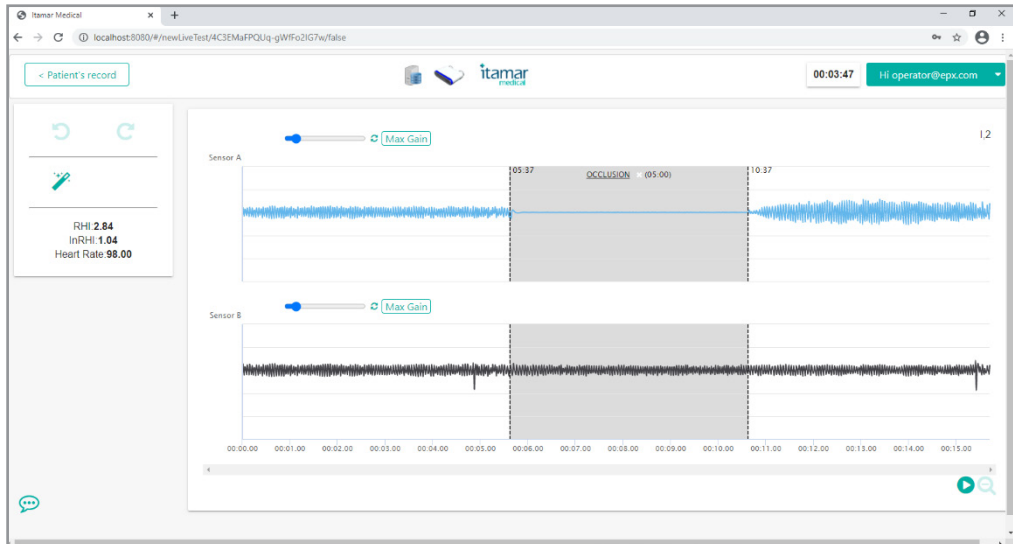 Itamar Medical
localhost:8080/#/newLiveTest/4C3EMaFPQUq-gWfFo2IG7w/false
< Patient's record
itamar
medical
00:03:47
Hi operator@epx.com
Max Gain
1,2
Sensor A
05:37
OCCLUSION × (05:00)
10:37
RHI:2.84
lnRHI:1.04
Heart Rate:98.00
Max Gain
Sensor B
00:00.00 00:01.00 00:02.00 00:03.00 00:04.00 00:05.00 00:06.00 00:07.00 00:08.00 00:09.00 00:10.00 00:11.00 00:12.00 00:13.00 00:14.00 00:15.00